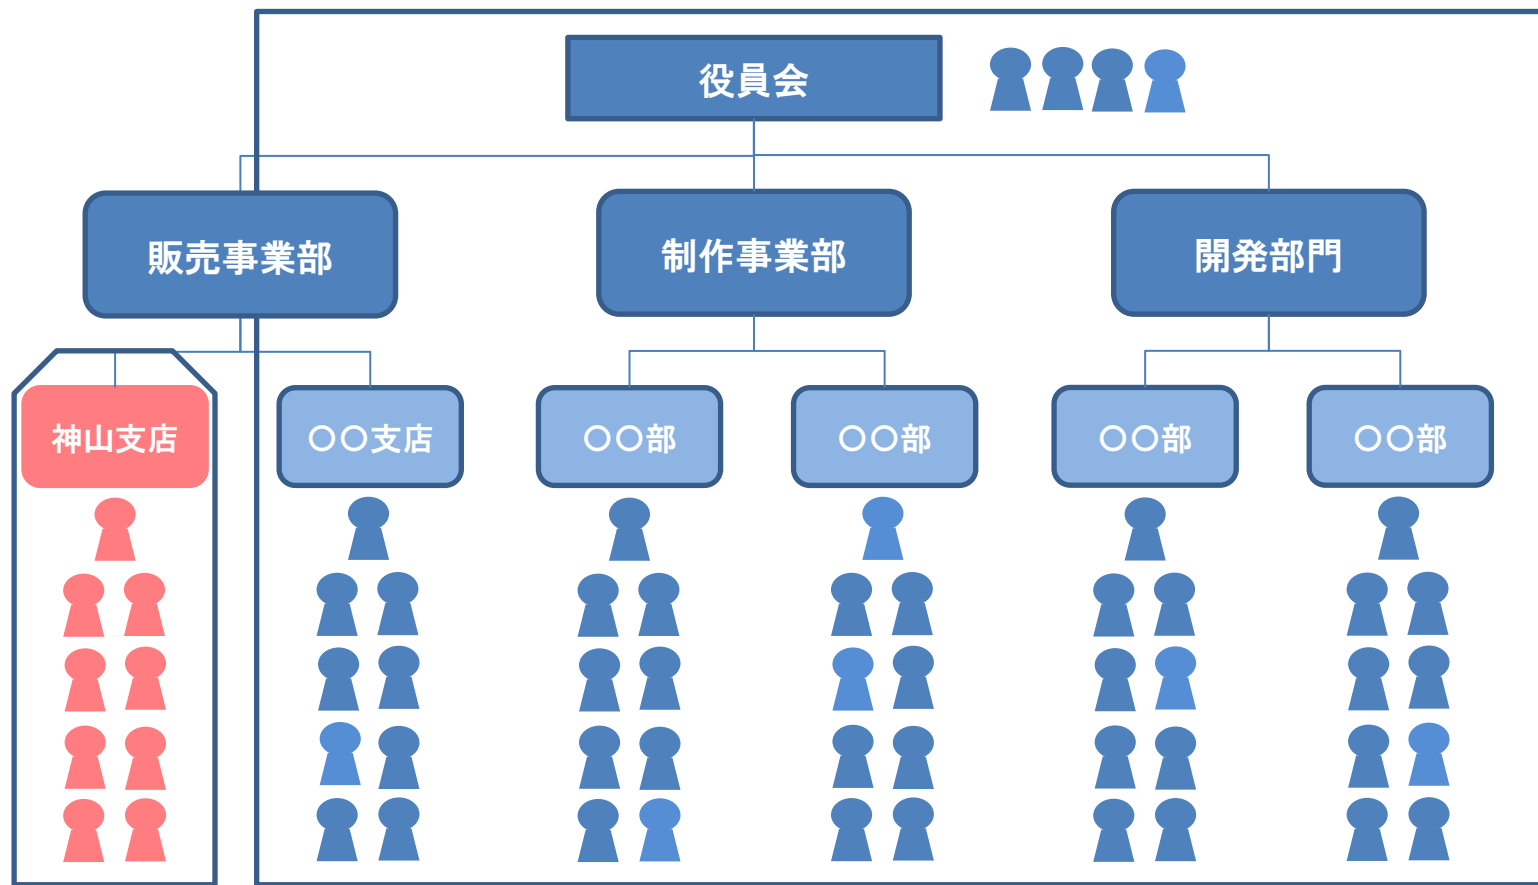 役員会
販売事業部
制作事業部
開発部門
神山支店
○○支店
○○部
○○部
○○部
○○部